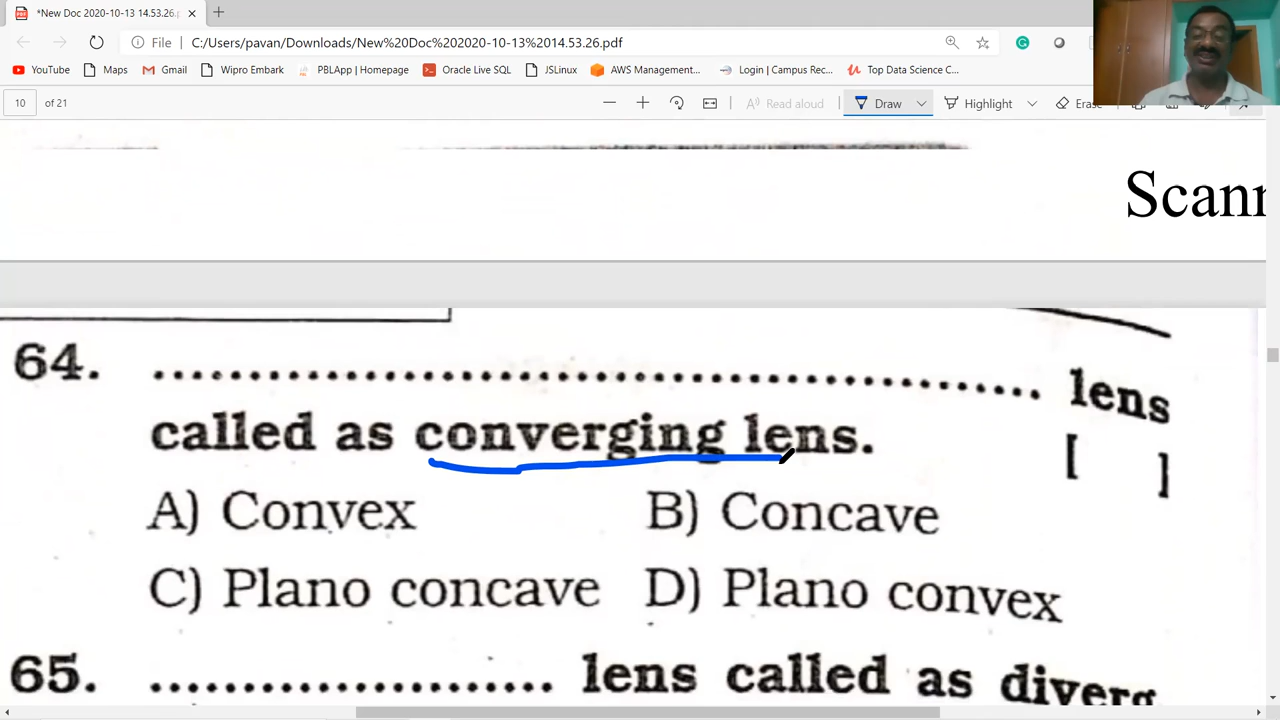 *New Doc 2020-10-13 14.53.26.p
File C:/Users/pavan/Downloads/New%20Doc%202020-10-13%2014.53.26.pdf
YouTube Maps Gmail Wipro Embark PBLApp | Homepage Oracle Live SQL JSLinux AWS Management... Login | Campus Rec... Top Data Science C...
10 of 21 Read aloud Draw Highlight Erase
Scann
64. ............................................... lens
called as converging lens. [ ]
A) Convex B) Concave
C) Plano concave D) Plano convex
65. ..................... lens called as diverg